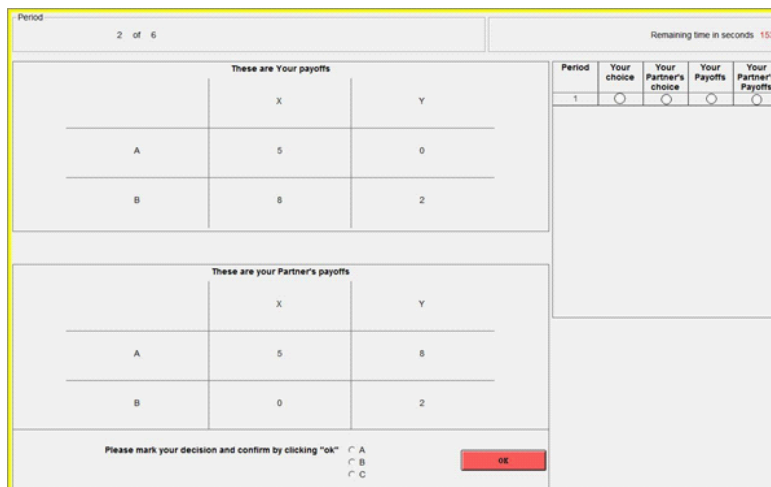 Period
2 of 6
Remaining time in seconds
These are Your payoffs
X Y
A 5 0
B 8 2
These are your Partner's payoffs
X Y
A 5 8
B 0 2
Please mark your decision and confirm by clicking "ok"
A
B
C
OK
Period Your choice Your Partner's choice Your Payoffs Your Partner' Payoffs
1